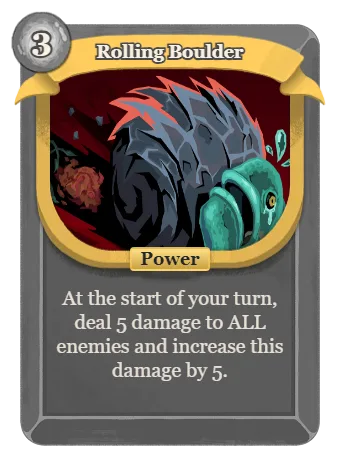 3
Rolling Boulder
Power
At the start of your turn,
deal 5 damage to ALL
enemies and increase this
damage by 5.